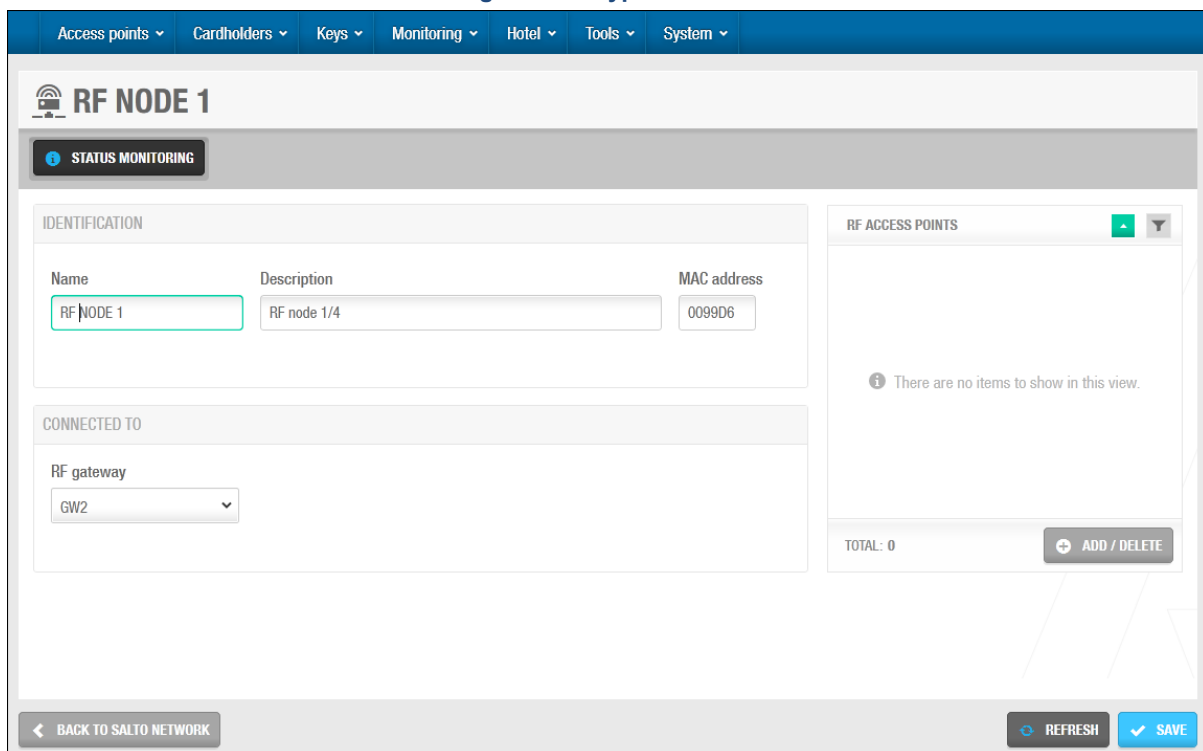 Access points Cardholders Keys Monitoring Hotel Tools System
RF NODE 1
STATUS MONITORING
IDENTIFICATION
Name Description MAC address
RF NODE 1 RF node 1/4 0099D6
CONNECTED TO
RF gateway
GW2
RF ACCESS POINTS
There are no items to show in this view.
TOTAL: 0 ADD / DELETE
BACK TO SALTO NETWORK REFRESH SAVE